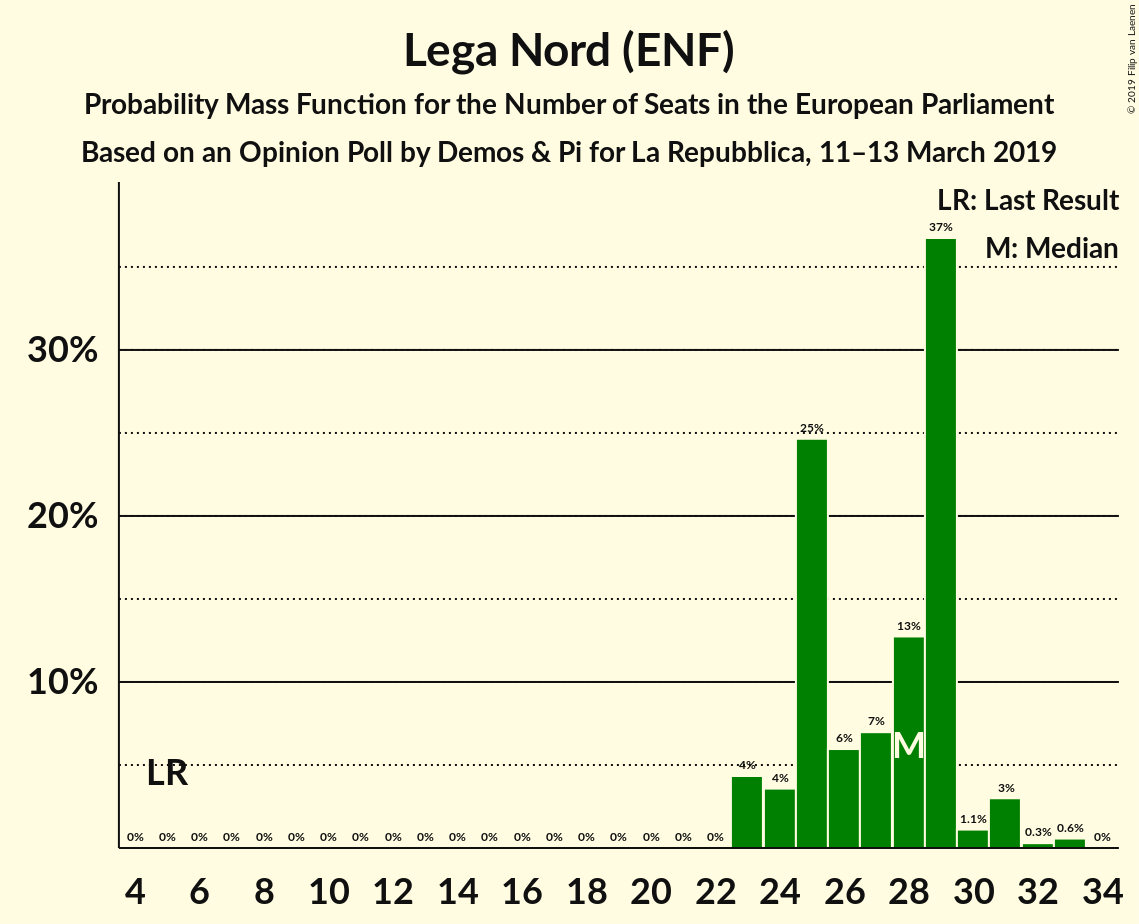 Lega Nord (ENF)
Probability Mass Function for the Number of Seats in the European Parliament
Based on an Opinion Poll by Demos & Pi for La Repubblica, 11–13 March 2019
© 2019 Filip van Laenen
LR: Last Result
M: Median
37%
30%
25%
20%
13%
10%
7%
6%
M
LR
4%
4%
3%
0% 0% 0% 0% 0% 0% 0% 0% 0% 0% 0% 0% 0% 0% 0% 0% 0% 0% 0% 1.1% 0.3% 0.6% 0%
4 6 8 10 12 14 16 18 20 22 24 26 28 30 32 34